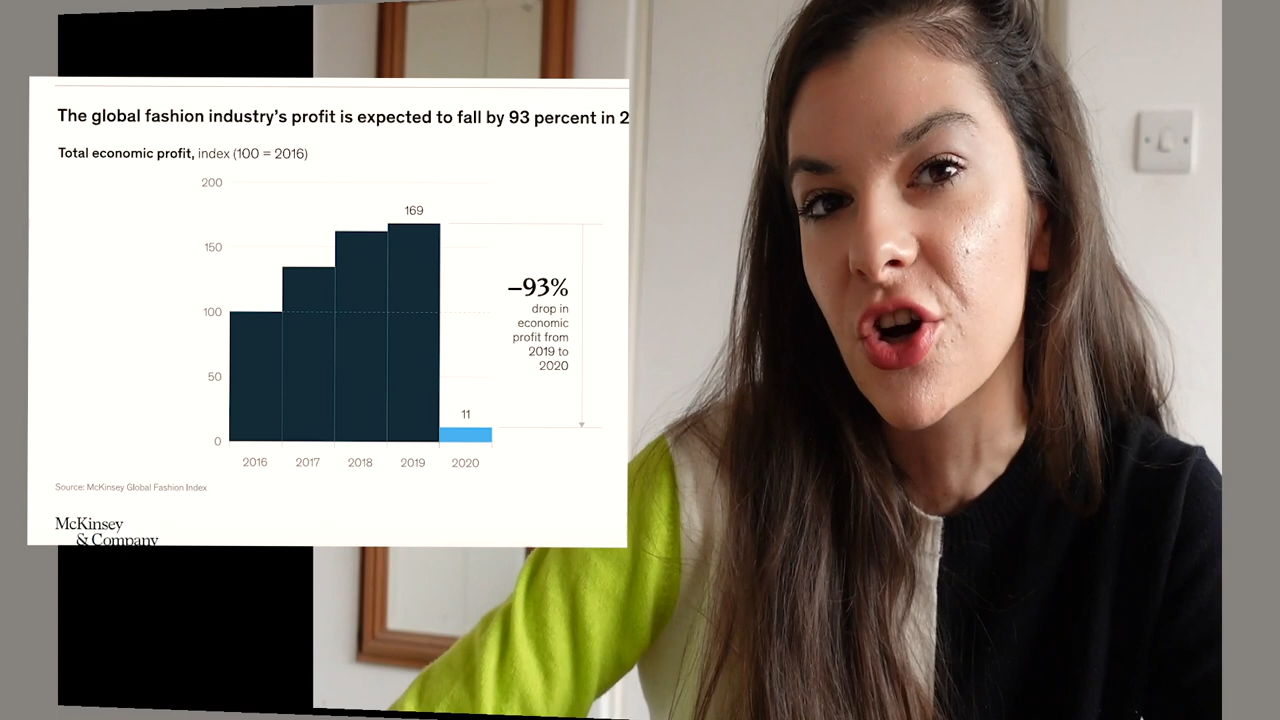 The global fashion industry's profit is expected to fall by 93 percent in 2
Total economic profit, index (100 = 2016)
200
169
150
–93%
drop in
economic
profit from
2019 to
2020
100
50
11
0
2016 2017 2018 2019 2020
Source: McKinsey Global Fashion Index
McKinsey
& Company